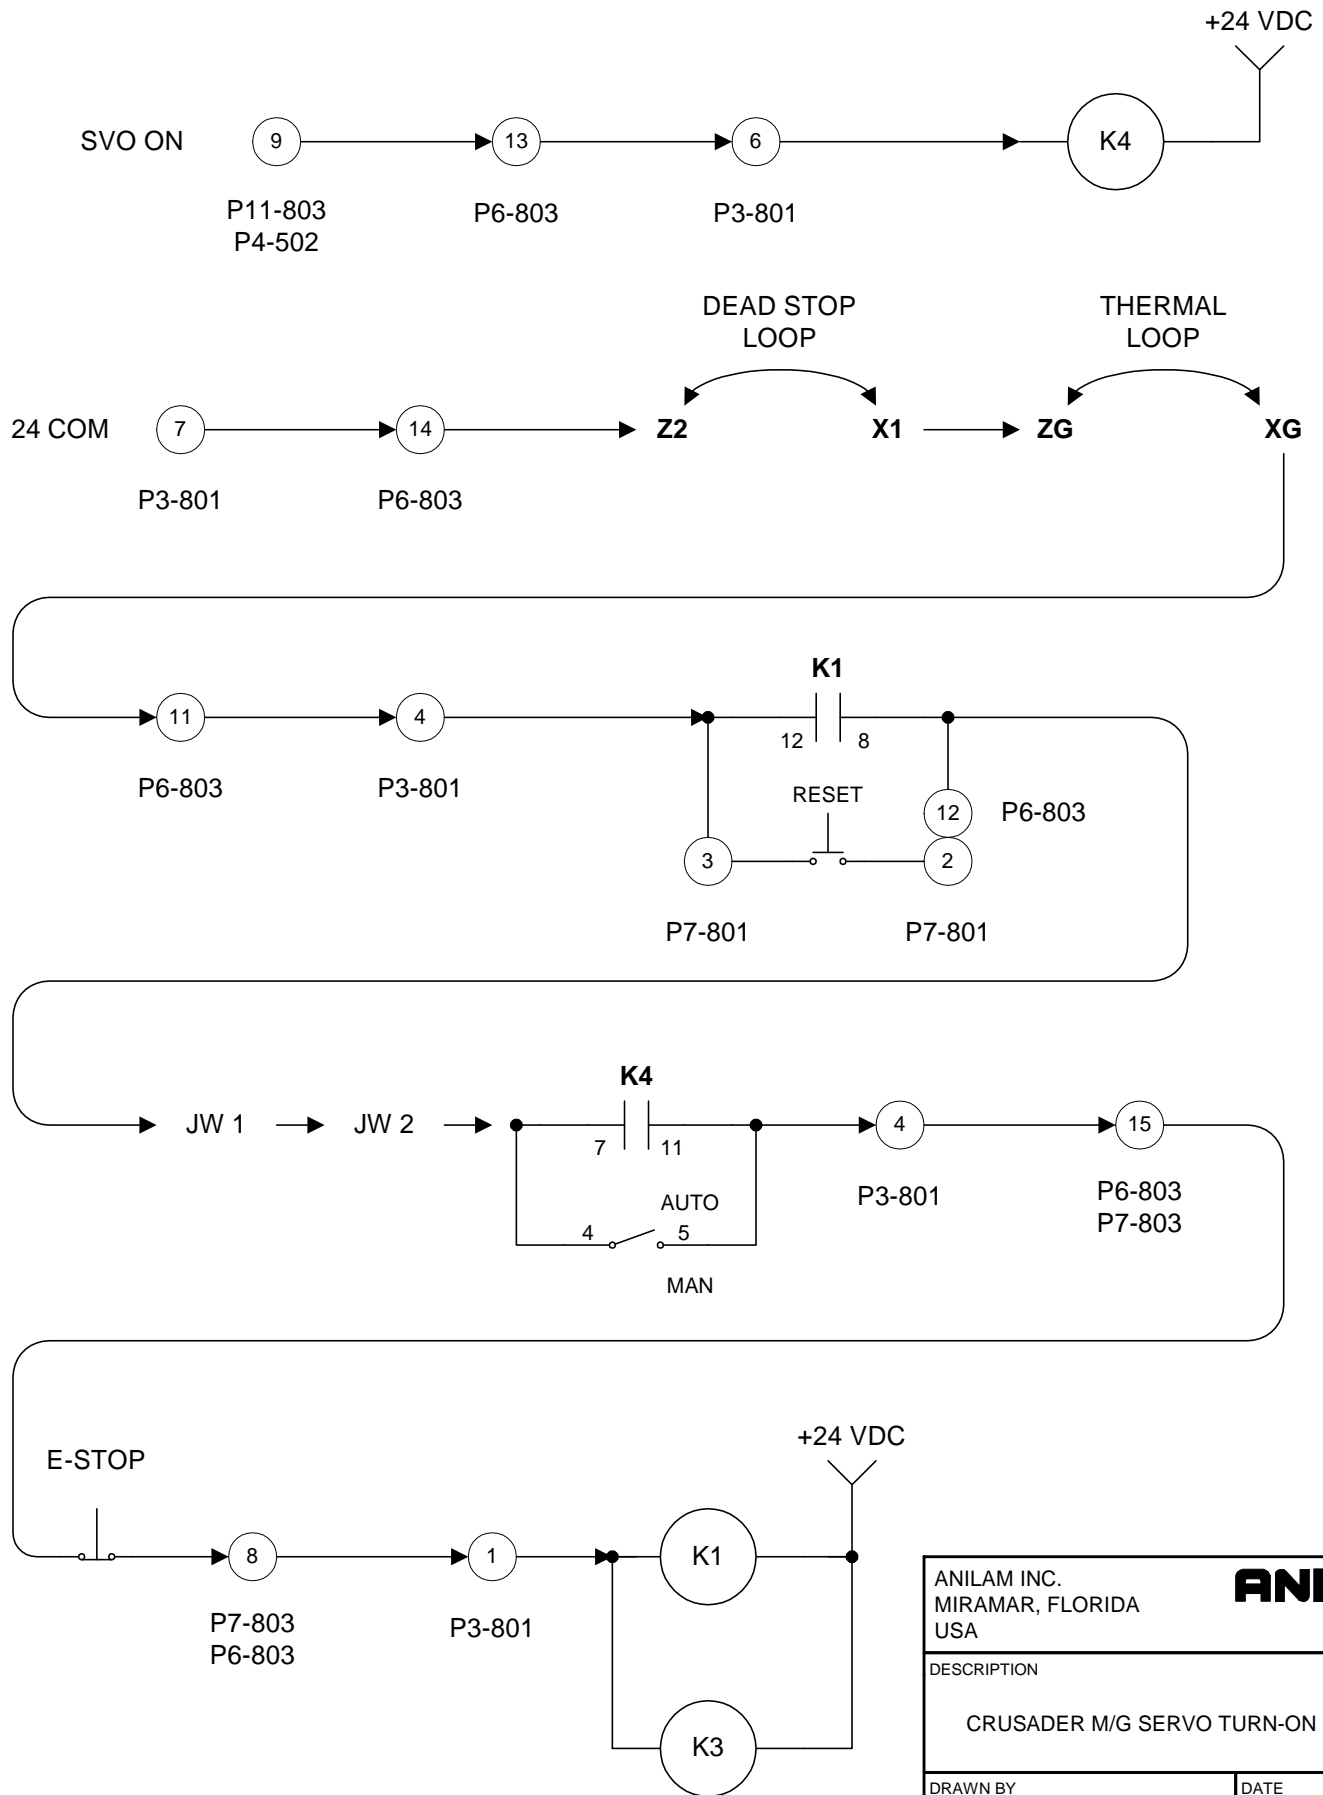 +24 VDC
SVO ON
9
13
6
K4
P11-803
P4-502
P6-803
P3-801
DEAD STOP
LOOP
THERMAL
LOOP
24 COM
7
14
Z2
X1
ZG
XG
P3-801
P6-803
K1
11
4
12
8
P6-803
P3-801
RESET
12
P6-803
3
2
P7-801
P7-801
K4
JW 1
JW 2
7
11
4
15
P3-801
P6-803
P7-803
AUTO
4
5
MAN
+24 VDC
E-STOP
8
1
K1
P7-803
P6-803
P3-801
K3
ANILAM INC.
MIRAMAR, FLORIDA
USA
DESCRIPTION
CRUSADER M/G SERVO TURN-ON
DRAWN BY
DATE